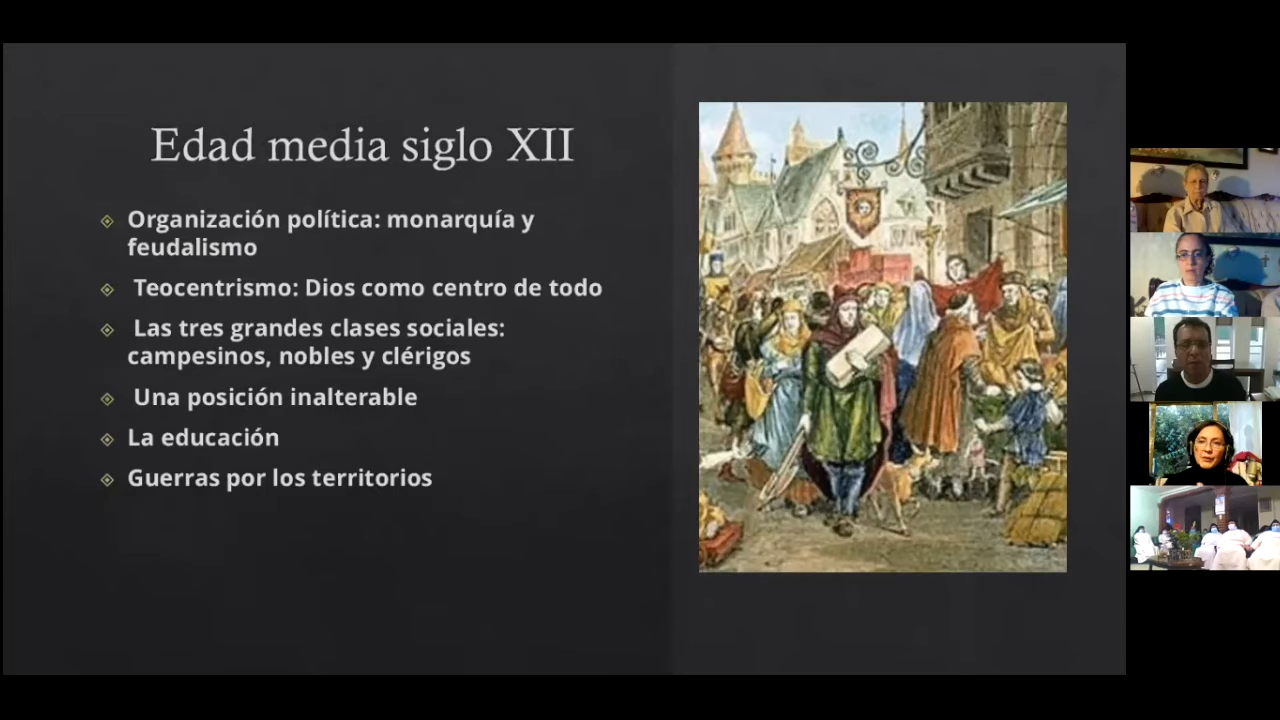 Edad media siglo XII
Organización política: monarquía y
feudalismo
Teocentrismo: Dios como centro de todo
Las tres grandes clases sociales:
campesinos, nobles y clérigos
Una posición inalterable
La educación
Guerras por los territorios